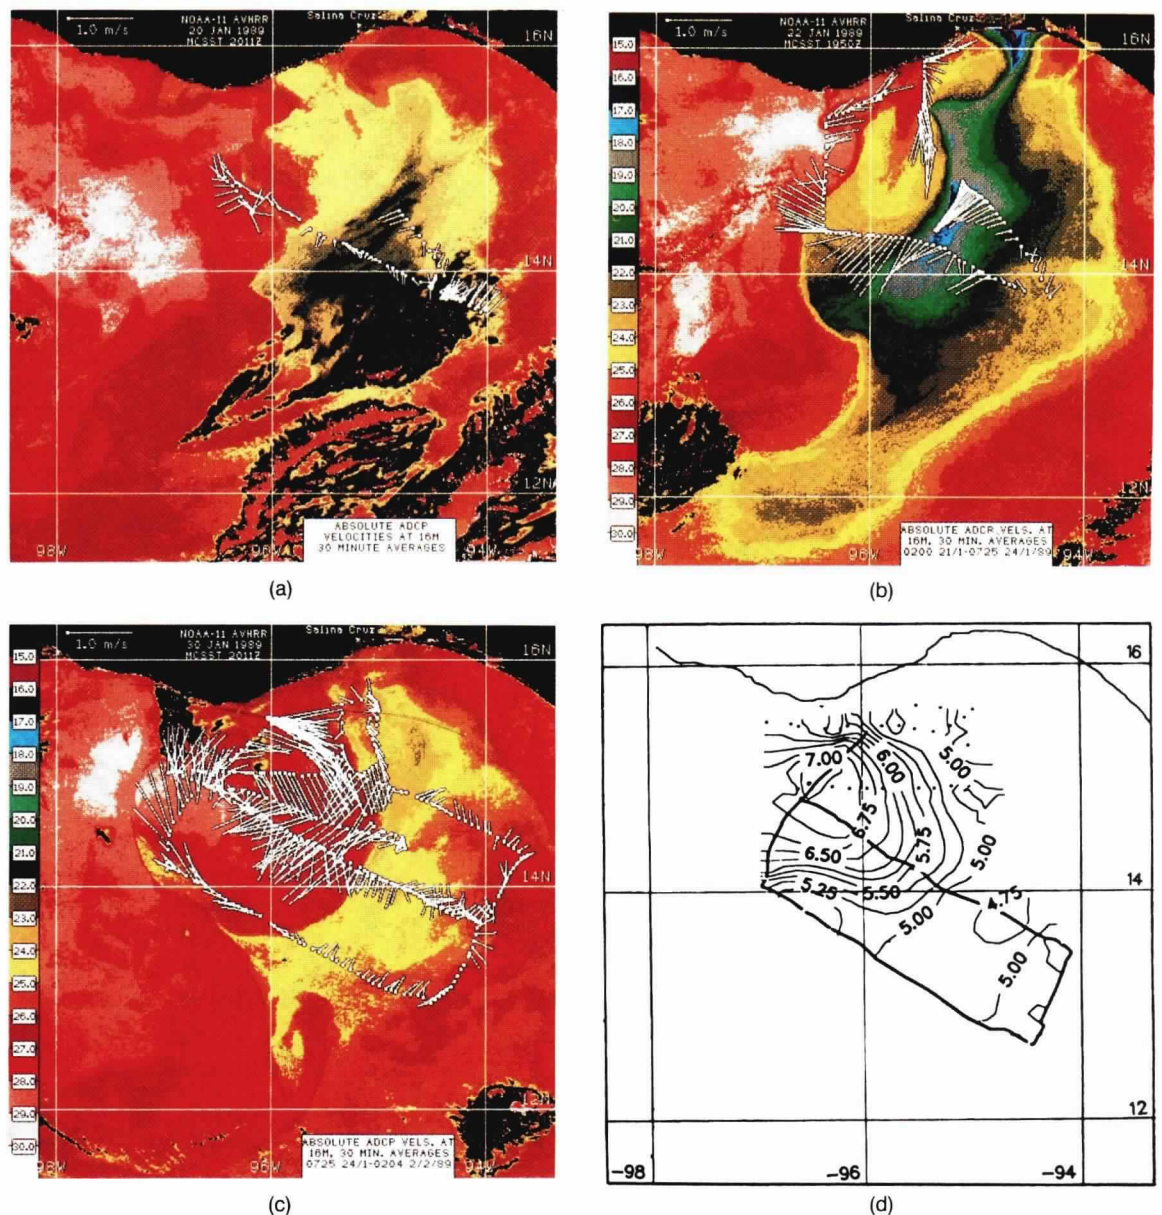 1.0 m/s
NOAA-11 AVHRR
20 JAN 1989
MCSST 2011Z
Salina Cruz
16N
14N
12N
98W
96W
94W
ABSOLUTE ADCP
VELOCITIES AT 16M
30 MINUTE AVERAGES
(a)
1.0 m/s
NOAA-11 AVHRR
22 JAN 1989
MCSST 1950Z
Salina Cruz
16N
14N
12N
98W
96W
94W
15.0
16.0
17.0
18.0
19.0
20.0
21.0
22.0
23.0
24.0
25.0
26.0
27.0
28.0
29.0
30.0
ABSOLUTE ADCP VELS. AT
16M, 30 MIN. AVERAGES
0200 21/1-0725 24/1/89
(b)
1.0 m/s
NOAA-11 AVHRR
30 JAN 1989
MCSST 2011Z
Salina Cruz
16N
14N
12N
98W
96W
94W
15.0
16.0
17.0
18.0
19.0
20.0
21.0
22.0
23.0
24.0
25.0
26.0
27.0
28.0
29.0
30.0
ABSOLUTE ADCP VELS. AT
16M, 30 MIN. AVERAGES
0725 24/1-0204 2/2/89
(c)
16
14
12
-98
-96
-94
7.00
6.00
5.00
6.75
6.50
5.75
5.00
5.25
5.50
5.00
4.75
5.00
(d)